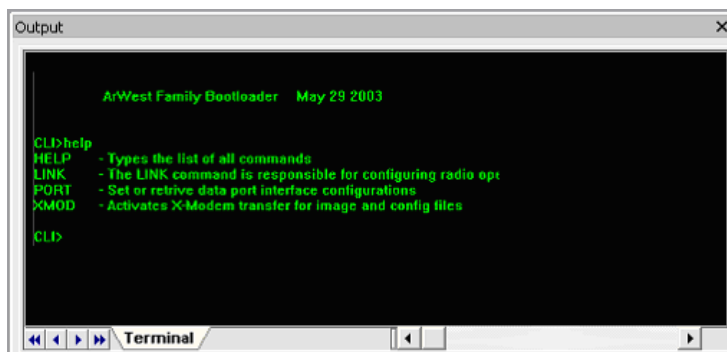 Output
ArWest Family Bootloader May 29 2003
CLI>help
HELP - Types the list of all commands
LINK - The LINK command is responsible for configuring radio ope
PORT - Set or retrive data port interface configurations
XMOD - Activates X-Modem transfer for image and config files
CLI>
Terminal